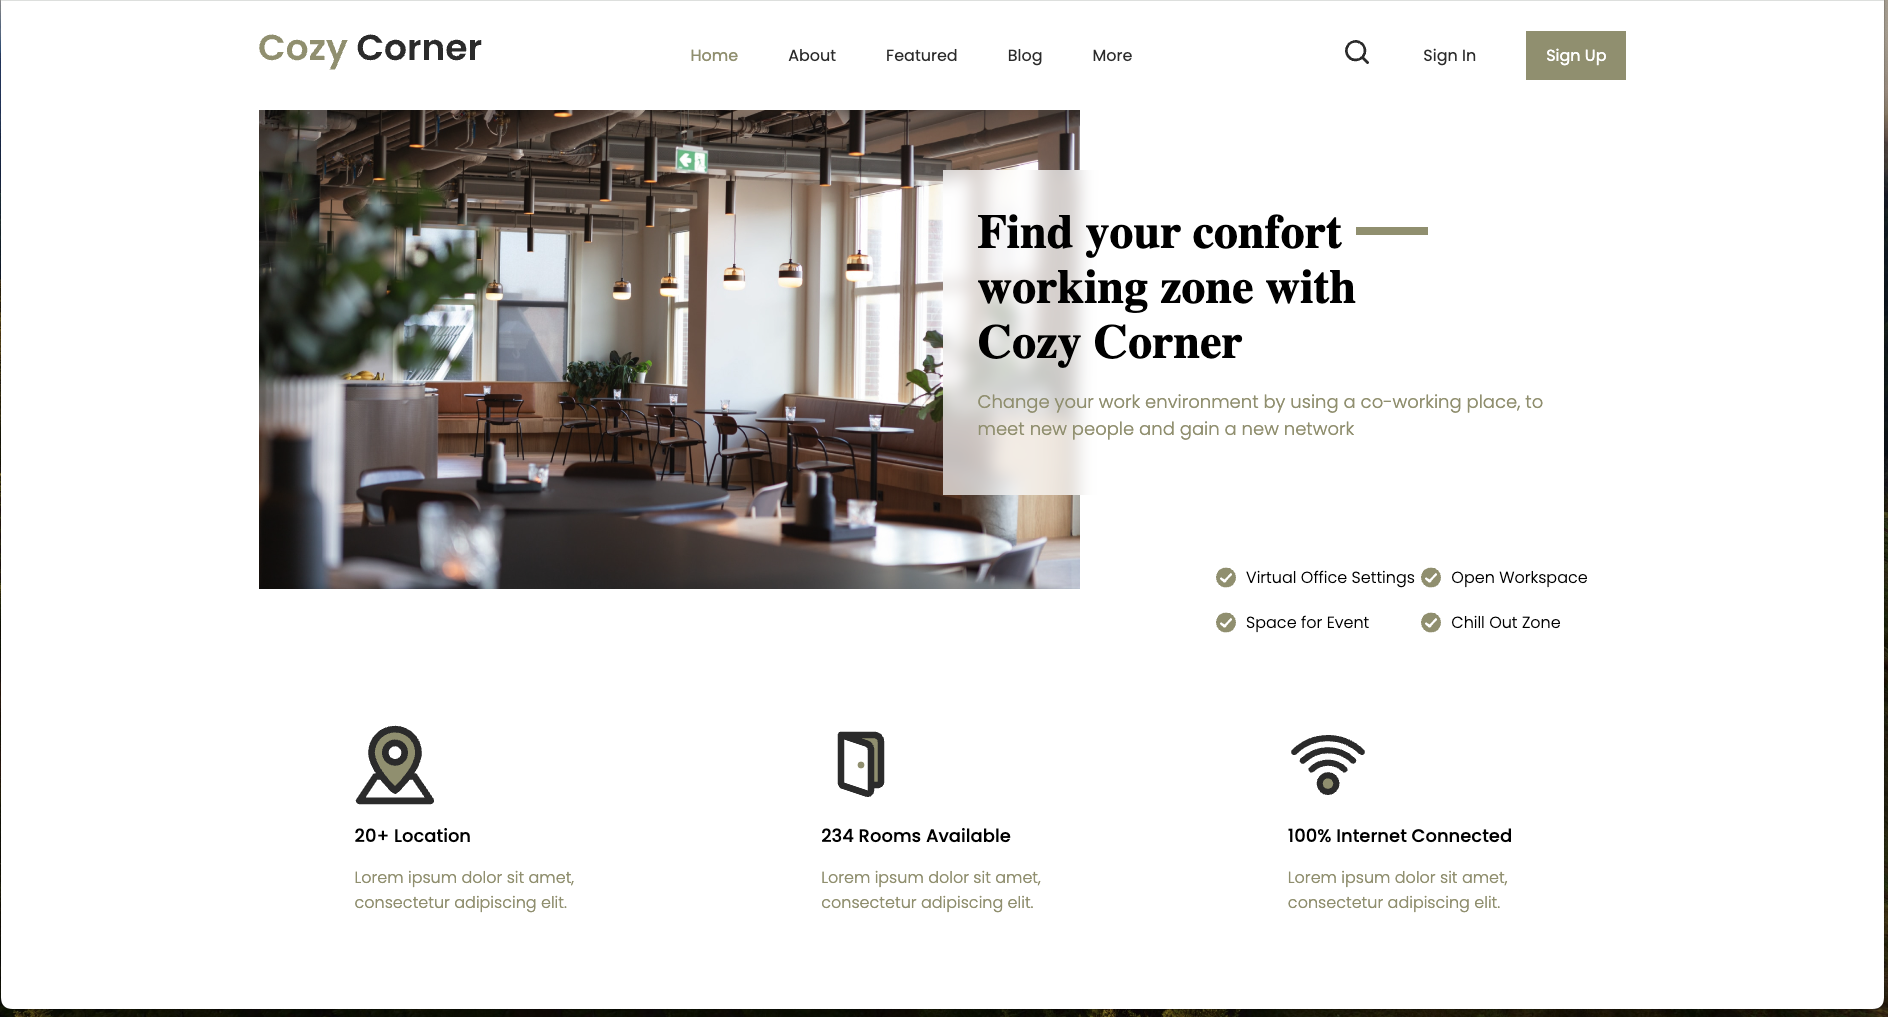 Cozy Corner
Home About Featured Blog More
Sign In Sign Up
Find your confort
working zone with
Cozy Corner
Change your work environment by using a co-working place, to
meet new people and gain a new network
Virtual Office Settings
Open Workspace
Space for Event
Chill Out Zone
20+ Location
Lorem ipsum dolor sit amet,
consectetur adipiscing elit.
234 Rooms Available
Lorem ipsum dolor sit amet,
consectetur adipiscing elit.
100% Internet Connected
Lorem ipsum dolor sit amet,
consectetur adipiscing elit.